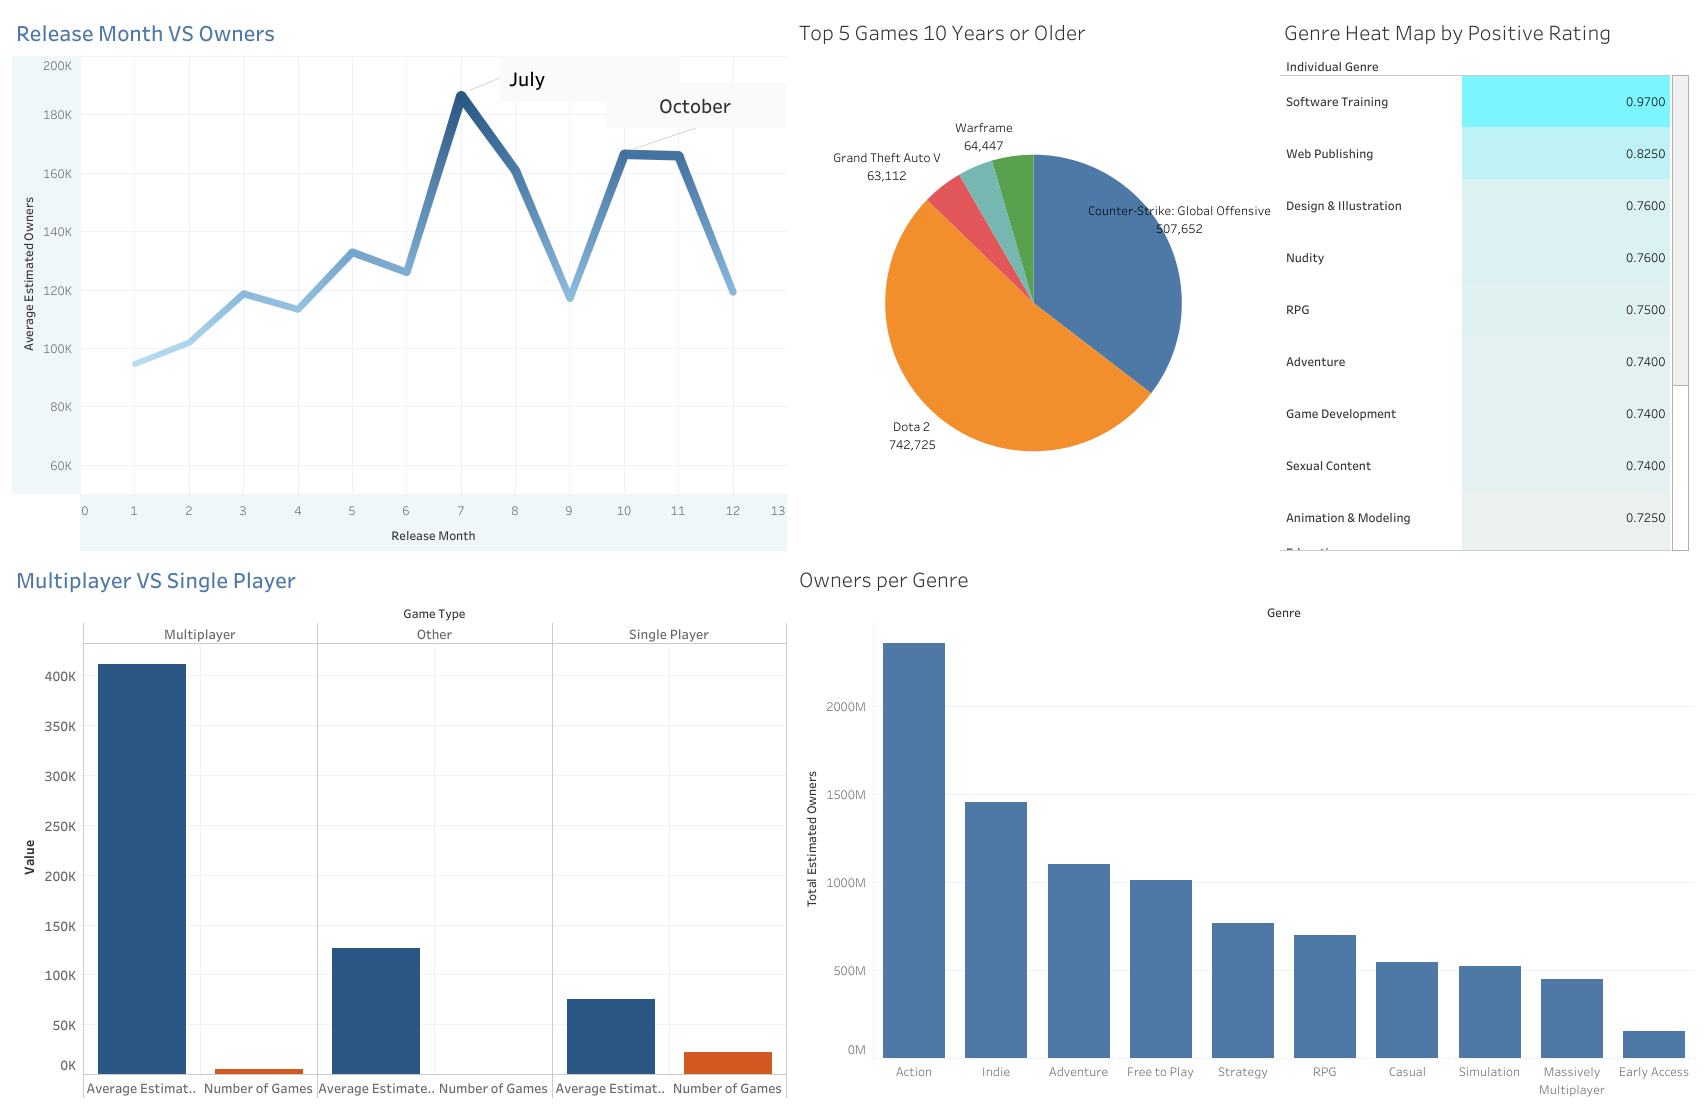 Release Month VS Owners
200K
180K
160K
140K
120K
100K
80K
60K
Average Estimated Owners
July
October
0 1 2 3 4 5 6 7 8 9 10 11 12 13
Release Month
Top 5 Games 10 Years or Older
Warframe
64,447
Grand Theft Auto V
63,112
Counter-Strike: Global Offensive
507,652
Dota 2
742,725
Genre Heat Map by Positive Rating
Individual Genre
Software Training 0.9700
Web Publishing 0.8250
Design & Illustration 0.7600
Nudity 0.7600
RPG 0.7500
Adventure 0.7400
Game Development 0.7400
Sexual Content 0.7400
Animation & Modeling 0.7250
Multiplayer VS Single Player
Game Type
Multiplayer Other Single Player
400K
350K
300K
250K
200K
150K
100K
50K
0K
Value
Average Estimat.. Number of Games Average Estimate.. Number of Games Average Estimat.. Number of Games
Owners per Genre
Genre
2000M
1500M
1000M
500M
0M
Total Estimated Owners
Action Indie Adventure Free to Play Strategy RPG Casual Simulation Massively Early Access
Multiplayer